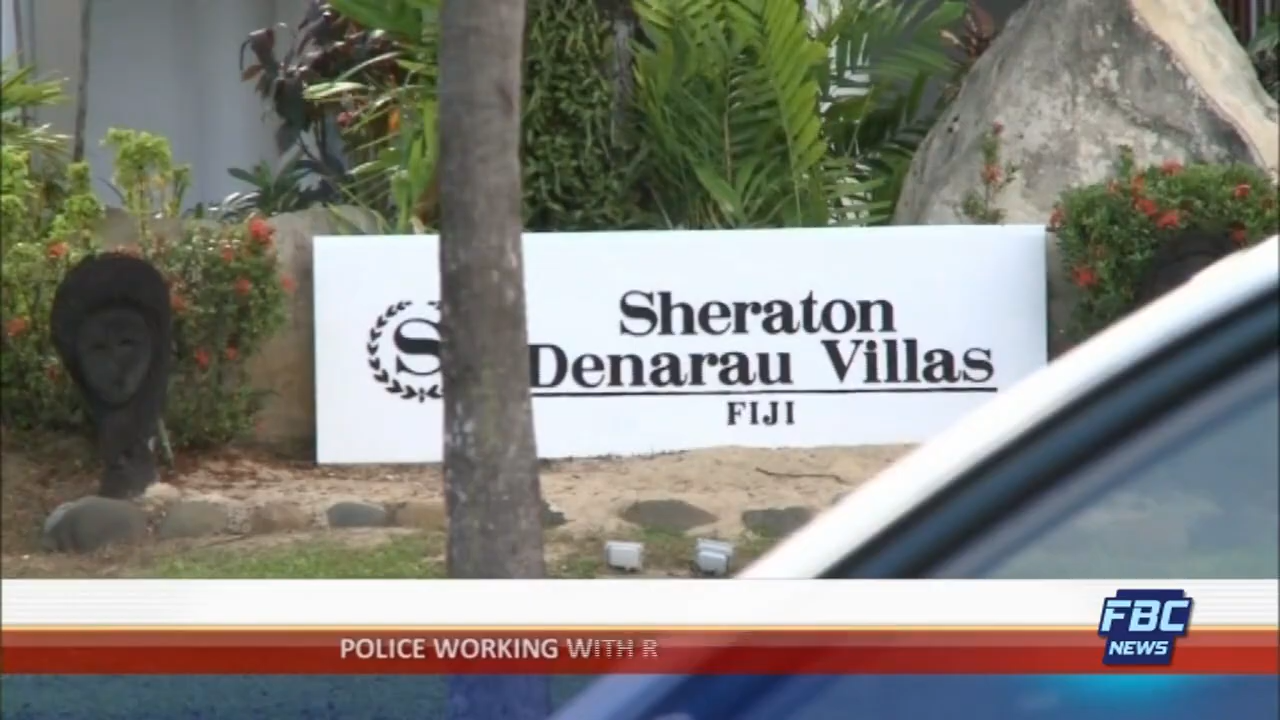 S
Sheraton
Denarau Villas
FIJI
POLICE WORKING WITH R
FBC
NEWS